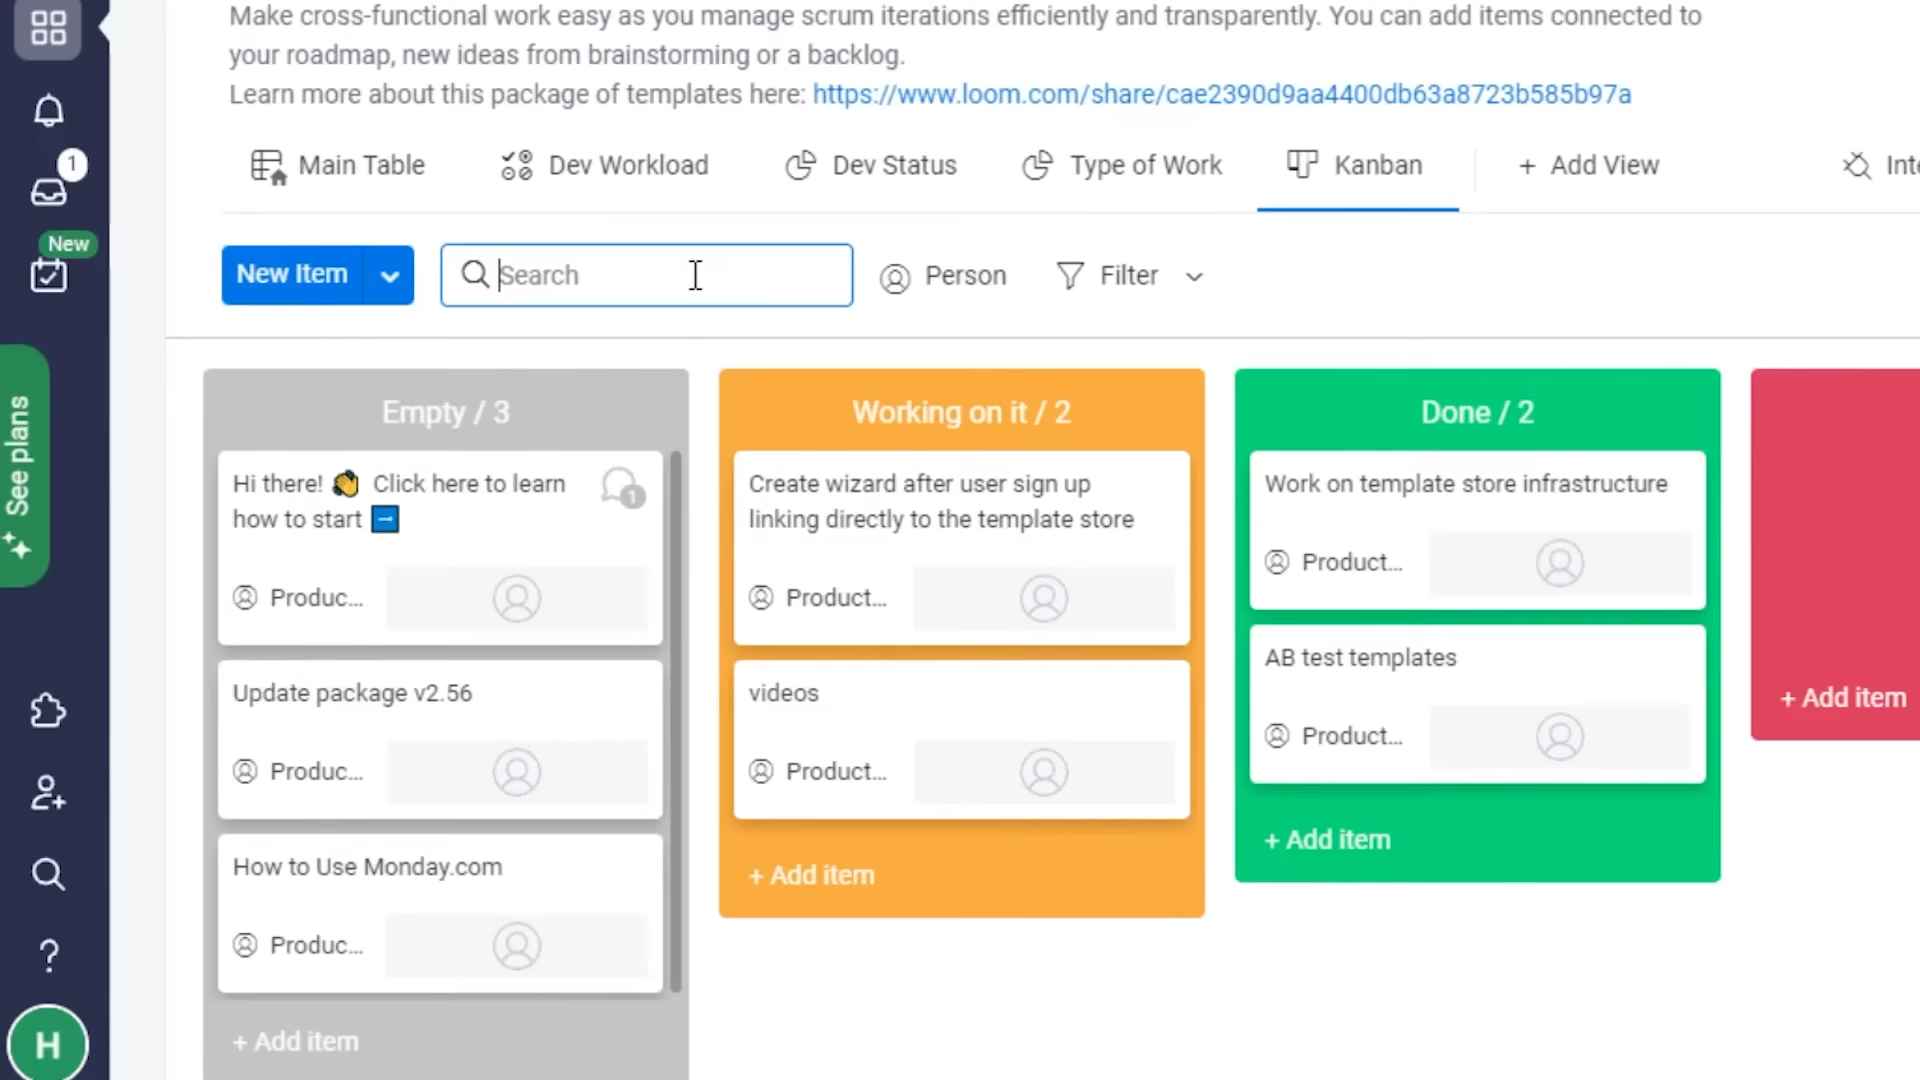 Make cross-functional work easy as you manage scrum iterations efficiently and transparently. You can add items connected to
your roadmap, new ideas from brainstorming or a backlog.
Learn more about this package of templates here: https://www.loom.com/share/cae2390d9aa4400db63a8723b585b97a
1
New
See plans
H
Main Table
Dev Workload
Dev Status
Type of Work
Kanban
+ Add View
New Item
Search
Person
Filter
Empty / 3
Hi there! 👏 Click here to learn
how to start ➡
1
Produc...
Update package v2.56
Produc...
How to Use Monday.com
Produc...
+ Add item
Working on it / 2
Create wizard after user sign up
linking directly to the template store
Product...
videos
Product...
+ Add item
Done / 2
Work on template store infrastructure
Product...
AB test templates
Product...
+ Add item
+ Add item